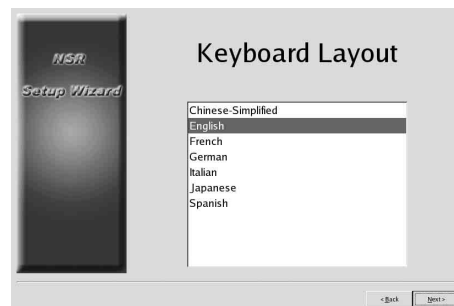 NSR
Setup Wizard
Keyboard Layout
Chinese-Simplified
English
French
German
Italian
Japanese
Spanish
< Back
Next >